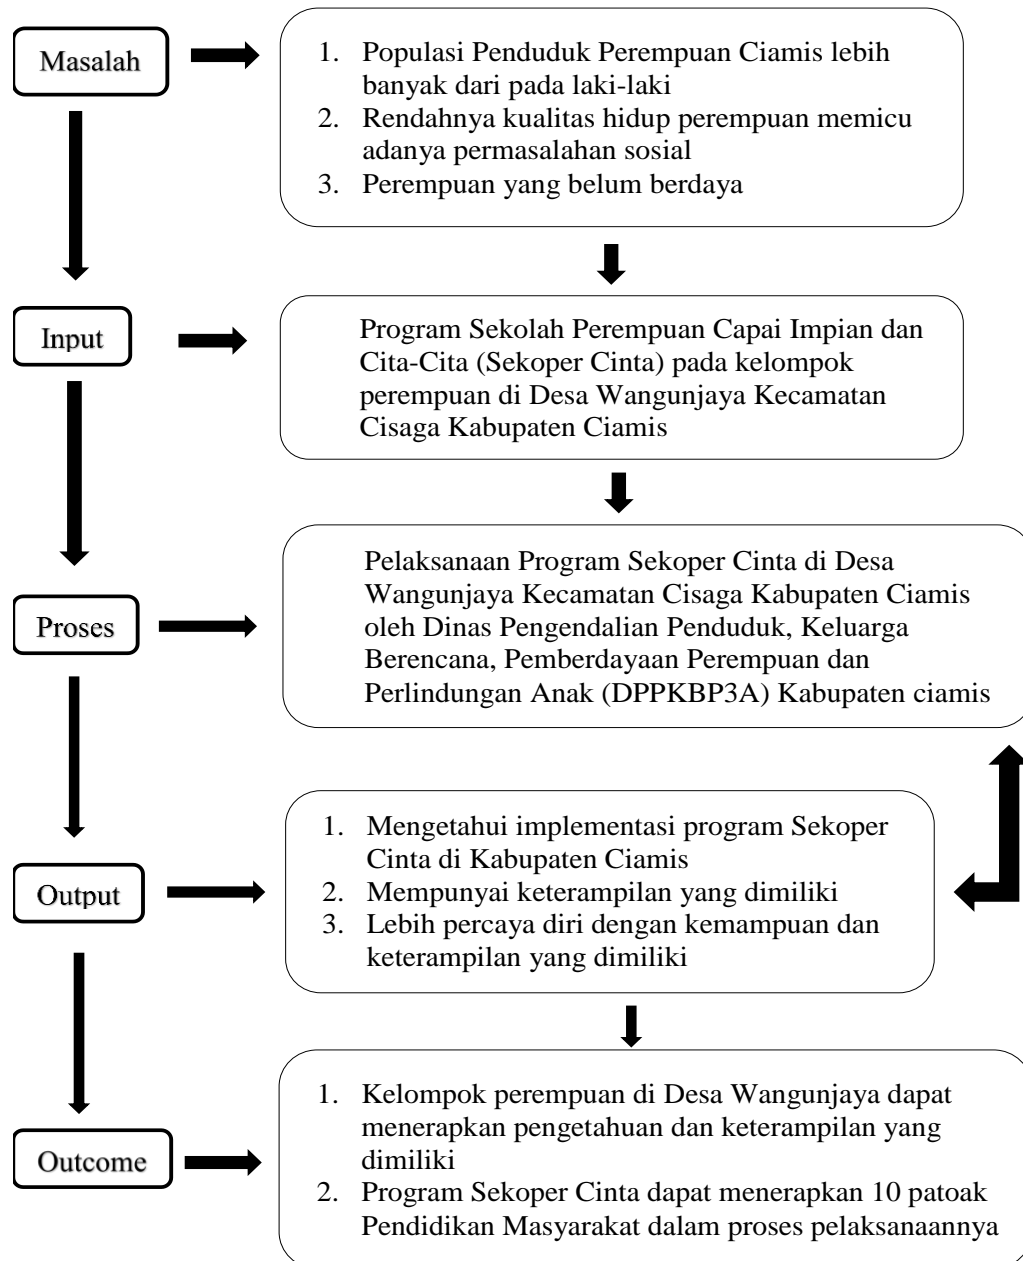 Masalah
1. Populasi Penduduk Perempuan Ciamis lebih
banyak dari pada laki-laki
2. Rendahnya kualitas hidup perempuan memicu
adanya permasalahan sosial
3. Perempuan yang belum berdaya
Input
Program Sekolah Perempuan Capai Impian dan
Cita-Cita (Sekoper Cinta) pada kelompok
perempuan di Desa Wangunjaya Kecamatan
Cisaga Kabupaten Ciamis
Proses
Pelaksanaan Program Sekoper Cinta di Desa
Wangunjaya Kecamatan Cisaga Kabupaten Ciamis
oleh Dinas Pengendalian Penduduk, Keluarga
Berencana, Pemberdayaan Perempuan dan
Perlindungan Anak (DPPKBP3A) Kabupaten ciamis
Output
1. Mengetahui implementasi program Sekoper
Cinta di Kabupaten Ciamis
2. Mempunyai keterampilan yang dimiliki
3. Lebih percaya diri dengan kemampuan dan
keterampilan yang dimiliki
Outcome
1. Kelompok perempuan di Desa Wangunjaya dapat
menerapkan pengetahuan dan keterampilan yang
dimiliki
2. Program Sekoper Cinta dapat menerapkan 10 patoak
Pendidikan Masyarakat dalam proses pelaksanaannya